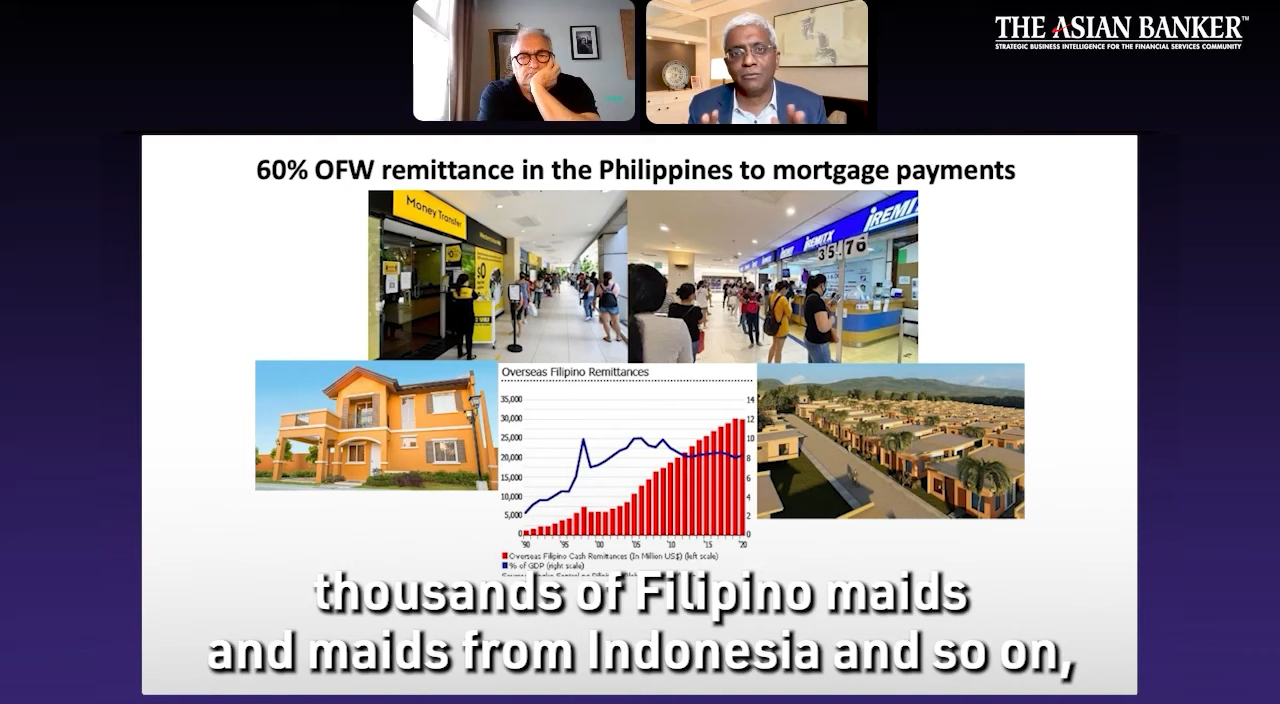 THE ASIAN BANKER™
STRATEGIC BUSINESS INTELLIGENCE FOR THE FINANCIAL SERVICES COMMUNITY
60% OFW remittance in the Philippines to mortgage payments
Money Transfer
iREMIT
iREMITX
35.76
Overseas Filipino Remittances
35,000
30,000
25,000
20,000
15,000
10,000
5,000
0
14
12
10
8
6
4
2
0
'90 '95 '00 '05 '10 '15 '20
Overseas Filipino Cash Remittances (In Million US$) (left scale)
% of GDP (right scale)
thousands of Filipino maids
and maids from Indonesia and so on,